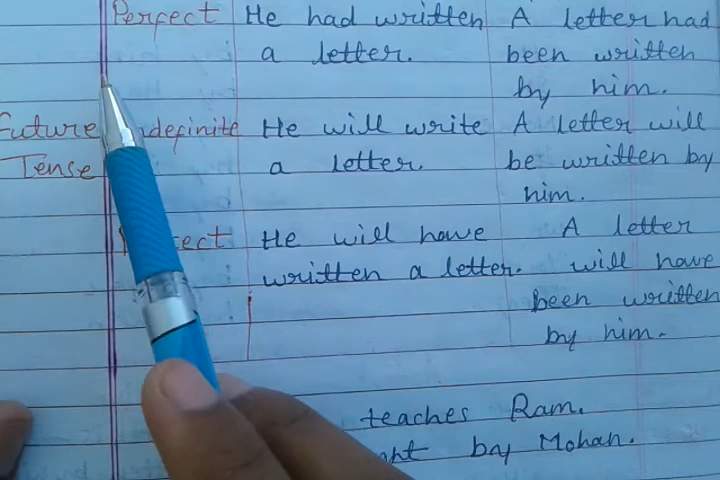 Perfect He had written A letter had
a letter. been written
by him.
Future definite He will write A letter will
Tense a letter. be written by
him.
He will have A letter
written a letter. will have
been written
by him.
teaches Ram.
by Mohan.